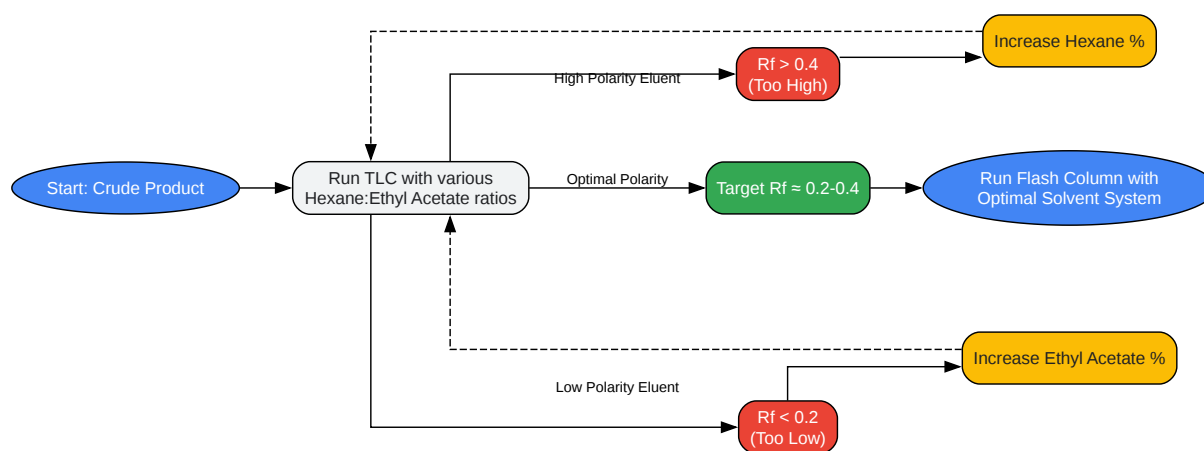 Increase Hexane %
Rf > 0.4
(Too High)
High Polarity Eluent
Start: Crude Product
Run TLC with various
Hexane:Ethyl Acetate ratios
Optimal Polarity
Target Rf ≈ 0.2-0.4
Run Flash Column with
Optimal Solvent System
Increase Ethyl Acetate %
Low Polarity Eluent
Rf < 0.2
(Too Low)